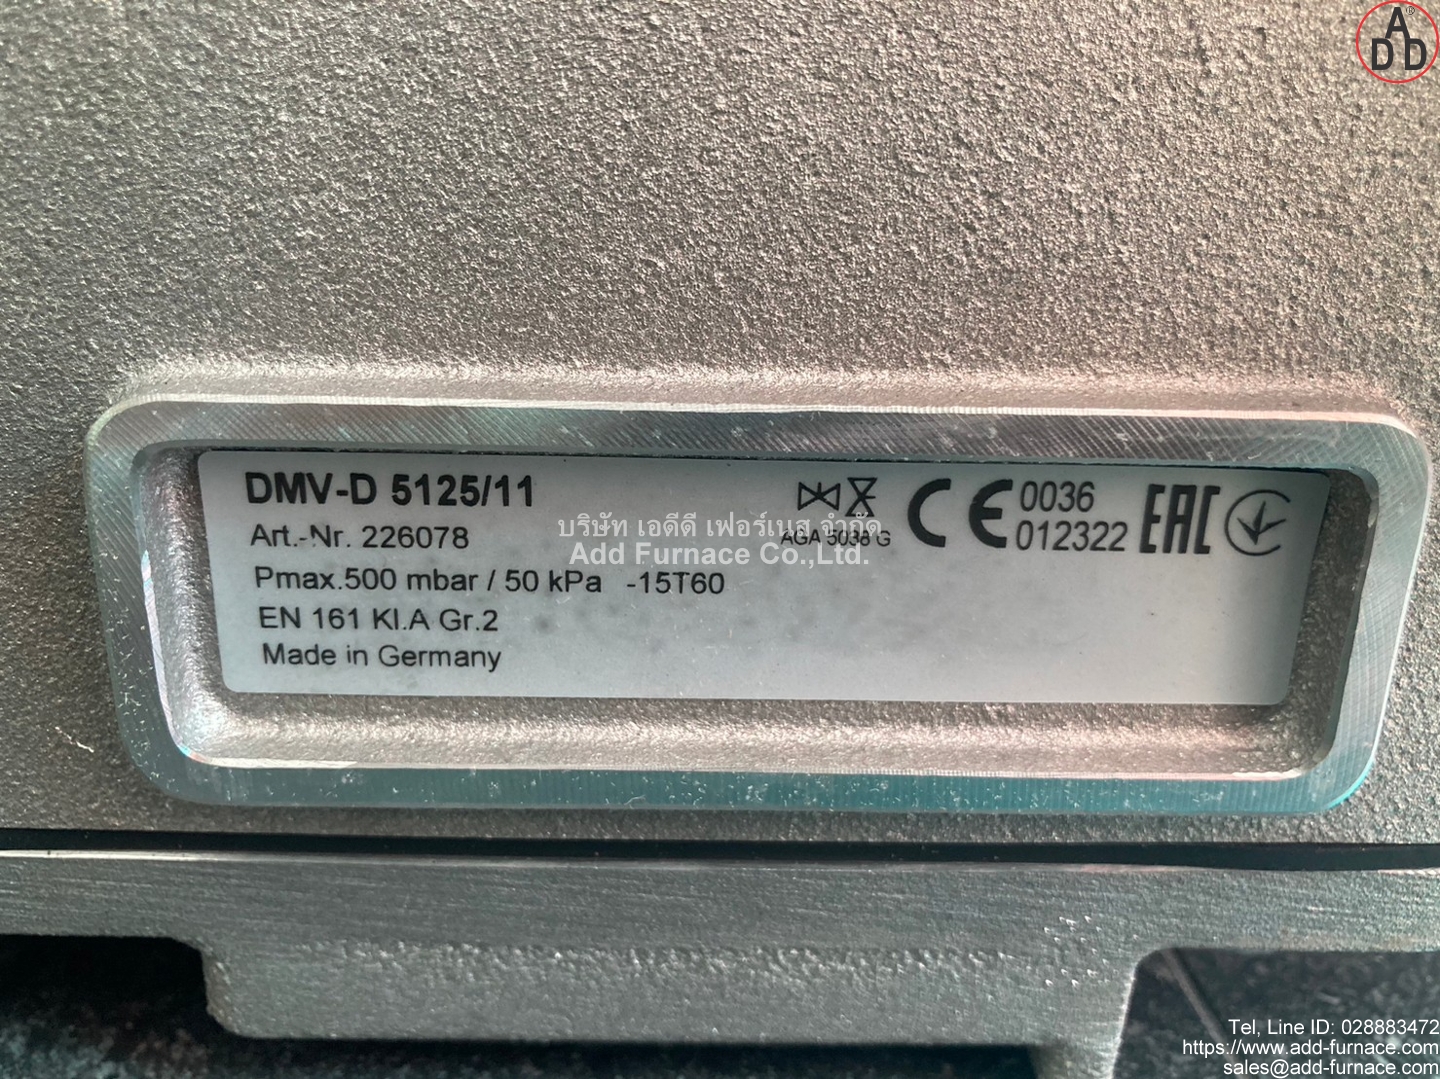 ADD®
DMV-D 5125/11
Art.-Nr. 226078
Pmax.500 mbar / 50 kPa -15T60
EN 161 Kl.A Gr.2
Made in Germany
AGA 5038 G
CE 0036
012322
EAC
บริษัท เอดีดี เฟอร์เนส จำกัด
Add Furnace Co.,Ltd.
Tel, Line ID: 028883472
https://www.add-furnace.com
sales@add-furnace.com